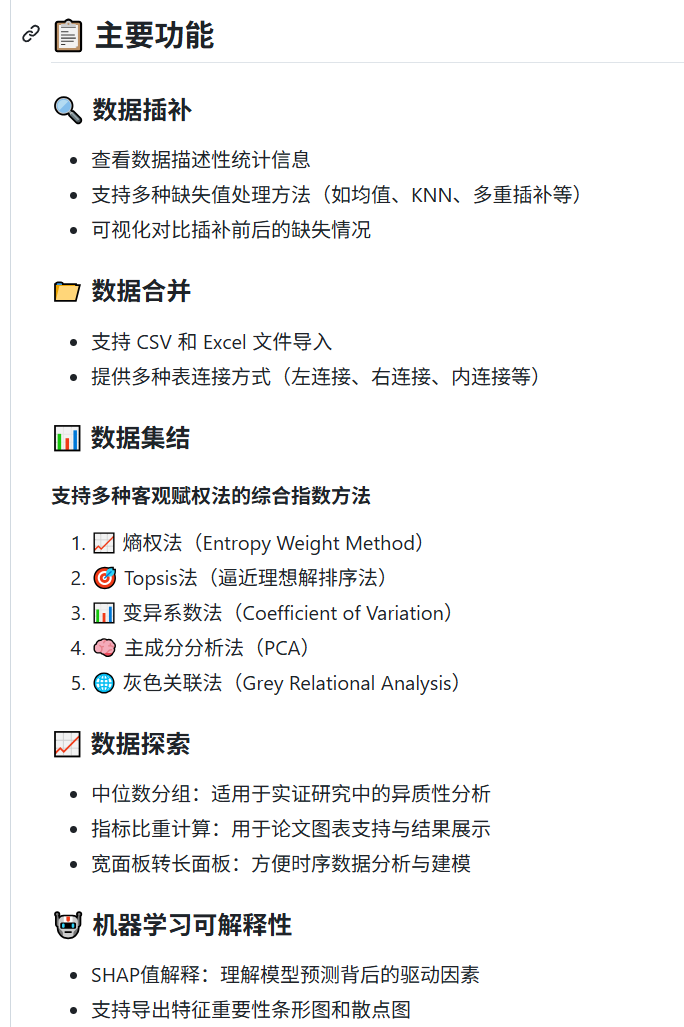 主要功能
数据插补
查看数据描述性统计信息
支持多种缺失值处理方法（如均值、KNN、多重插补等）
可视化对比插补前后的缺失情况
数据合并
支持 CSV 和 Excel 文件导入
提供多种表连接方式（左连接、右连接、内连接等）
数据集结
支持多种客观赋权法的综合指数方法
1. 熵权法（Entropy Weight Method）
2. Topsis法（逼近理想解排序法）
3. 变异系数法（Coefficient of Variation）
4. 主成分分析法（PCA）
5. 灰色关联法（Grey Relational Analysis）
数据探索
中位数分组：适用于实证研究中的异质性分析
指标比重计算：用于论文图表支持与结果展示
宽面板转长面板：方便时序数据分析与建模
机器学习可解释性
SHAP值解释：理解模型预测背后的驱动因素
支持导出特征重要性条形图和散点图